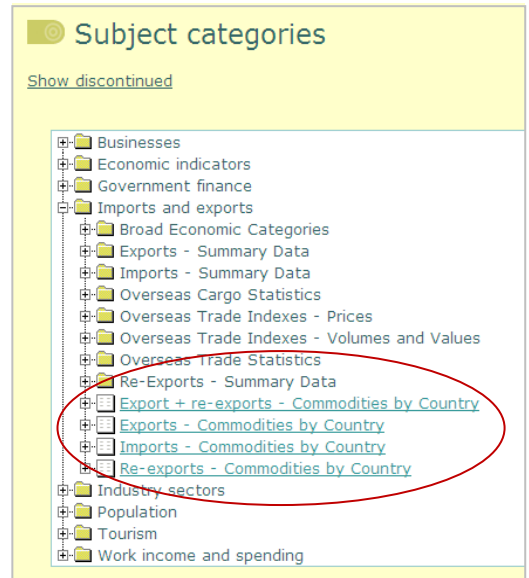 Subject categories
Show discontinued
Businesses
Economic indicators
Government finance
Imports and exports
Broad Economic Categories
Exports - Summary Data
Imports - Summary Data
Overseas Cargo Statistics
Overseas Trade Indexes - Prices
Overseas Trade Indexes - Volumes and Values
Overseas Trade Statistics
Re-Exports - Summary Data
Export + re-exports - Commodities by Country
Exports - Commodities by Country
Imports - Commodities by Country
Re-exports - Commodities by Country
Industry sectors
Population
Tourism
Work income and spending